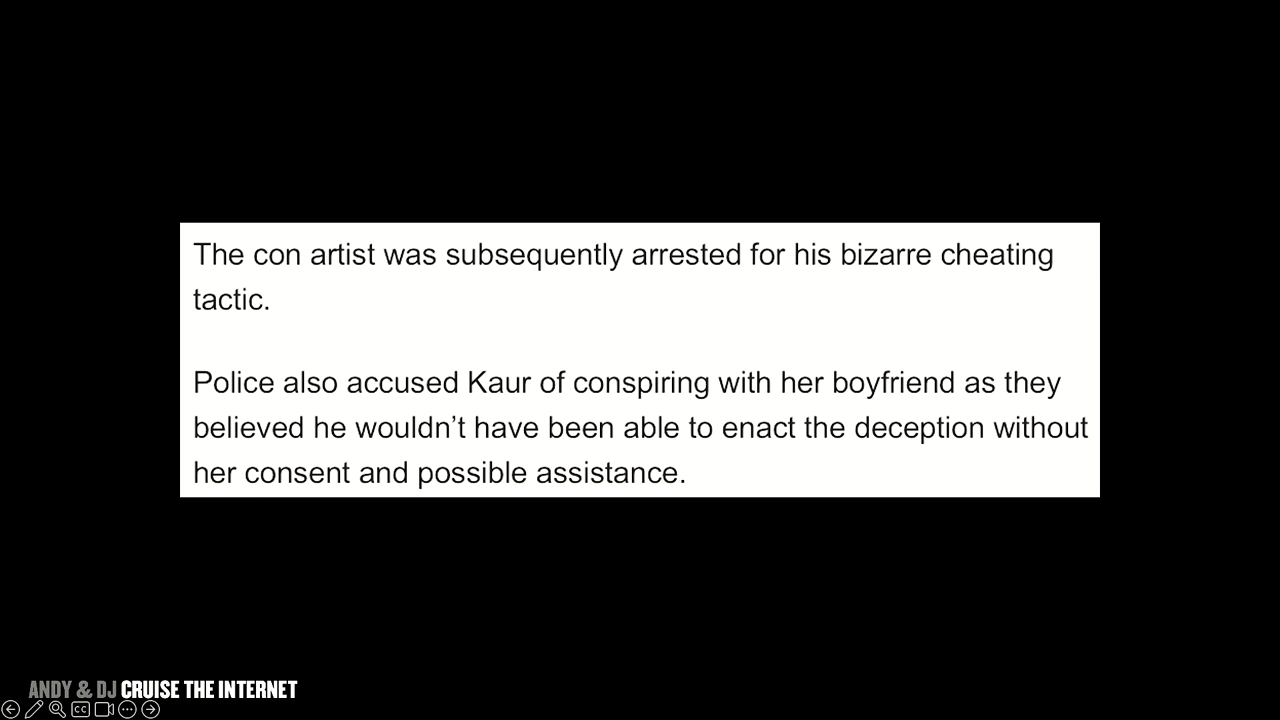 The con artist was subsequently arrested for his bizarre cheating
tactic.
Police also accused Kaur of conspiring with her boyfriend as they
believed he wouldn’t have been able to enact the deception without
her consent and possible assistance.
ANDY & DJ CRUISE THE INTERNET
CC